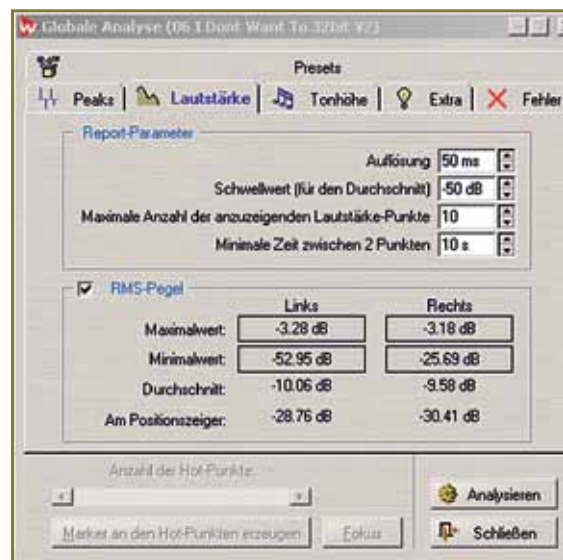 Globale Analyse (06 I Dont Want To 32bit V2)
Presets
Peaks | Lautstärke | Tonhöhe | Extra | Fehler
Report-Parameter
Auflösung 50 ms
Schwellwert (für den Durchschnitt) -50 dB
Maximale Anzahl der anzuzeigenden Lautstärke-Punkte 10
Minimale Zeit zwischen 2 Punkten 10 s
RMS-Pegel
Links Rechts
Maximalwert: -3.28 dB -3.18 dB
Minimalwert: -52.95 dB -25.69 dB
Durchschnitt: -10.06 dB -9.58 dB
Am Positionszeiger: -28.76 dB -30.41 dB
Anzahl der Hot-Punkte:
Analysieren
Marker an den Hot-Punkten erzeugen Fokus Schließen